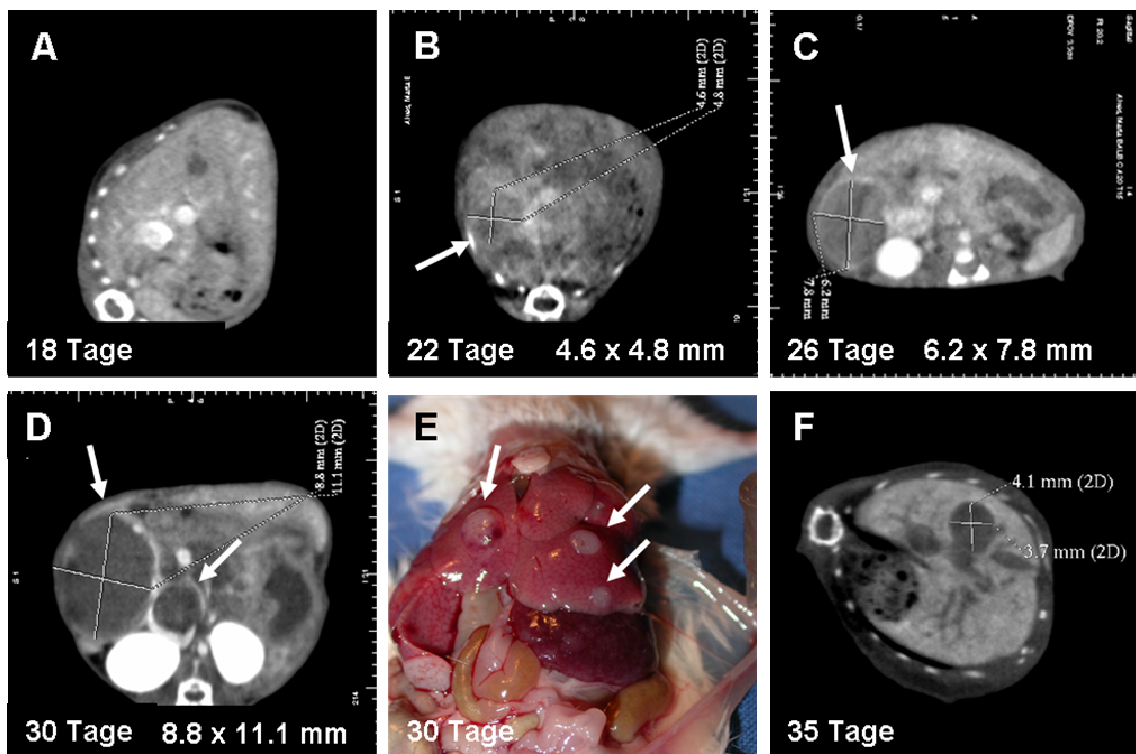 A
18 Tage
B
4.6 mm (2D)
4.8 mm (2D)
22 Tage 4.6 x 4.8 mm
C
6.2 mm
7.8 mm
26 Tage 6.2 x 7.8 mm
D
8.8 mm (2D)
11.1 mm (2D)
30 Tage 8.8 x 11.1 mm
E
30 Tage
F
4.1 mm (2D)
3.7 mm (2D)
35 Tage